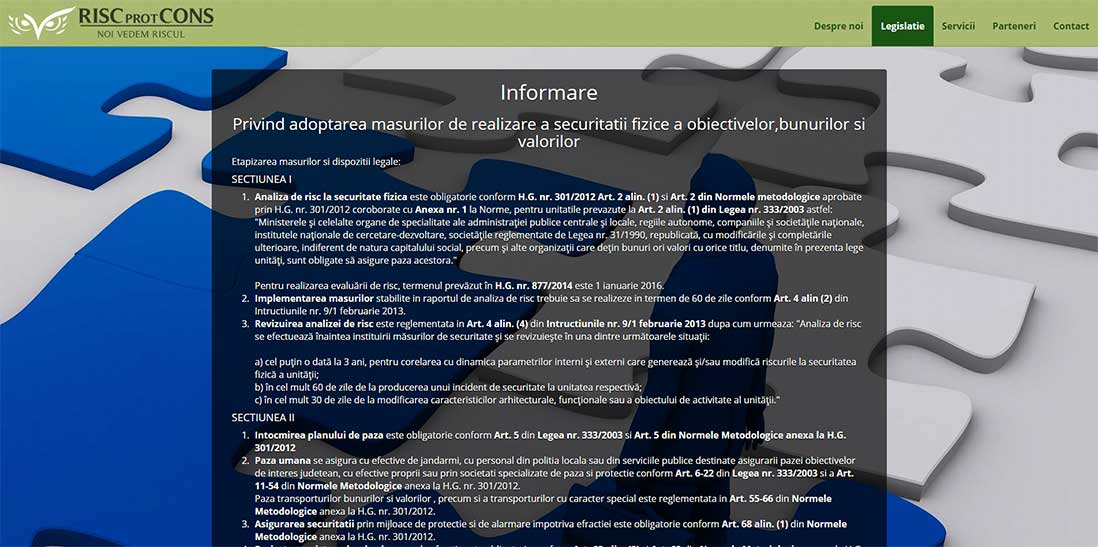 RISC PROT CONS
NOI VEDEM RISCUL
Despre noi Legislatie Servicii Parteneri Contact
Informare
Privind adoptarea masurilor de realizare a securitatii fizice a obiectivelor,bunurilor si
valorilor
Etapizarea masurilor si dispozitii legale:
SECTIUNEA I
1. Analiza de risc la securitate fizica este obligatorie conform H.G. nr. 301/2012 Art. 2 alin. (1) si Art. 2 din Normele metodologice aprobate
prin H.G. nr. 301/2012 coroborate cu Anexa nr. 1 la Norme, pentru unitatile prevazute la Art. 2 alin. (1) din Legea nr. 333/2003 astfel:
"Ministerele şi celelalte organe de specialitate ale administraţiei publice centrale şi locale, regiile autonome, companiile şi societăţile naţionale,
institutele naţionale de cercetare-dezvoltare, societăţile reglementate de Legea nr. 31/1990, republicată, cu modificările şi completările
ulterioare, indiferent de natura capitalului social, precum şi alte organizaţii care deţin bunuri ori valori cu orice titlu, denumite în prezenta lege
unităţi, sunt obligate să asigure paza acestora."
Pentru realizarea evaluării de risc, termenul prevăzut în H.G. nr. 877/2014 este 1 ianuarie 2016.
2. Implementarea masurilor stabilite in raportul de analiza de risc trebuie sa se realizeze in termen de 60 de zile conform Art. 4 alin (2) din
Intructiunile nr. 9/1 februarie 2013.
3. Revizuirea analizei de risc este reglementata in Art. 4 alin. (4) din Intructiunile nr. 9/1 februarie 2013 dupa cum urmeaza: "Analiza de risc
se efectuează înaintea instituirii măsurilor de securitate şi se revizuieşte în una dintre următoarele situaţii:
a) cel puţin o dată la 3 ani, pentru corelarea cu dinamica parametrilor interni şi externi care generează şi/sau modifică riscurile la securitatea
fizică a unităţii;
b) în cel mult 60 de zile de la producerea unui incident de securitate la unitatea respectivă;
c) în cel mult 30 de zile de la modificarea caracteristicilor arhitecturale, funcţionale sau a obiectului de activitate al unităţii."
SECTIUNEA II
1. Intocmirea planului de paza este obligatorie conform Art. 5 din Legea nr. 333/2003 si Art. 5 din Normele Metodologice anexa la H.G.
301/2012
2. Paza umana se asigura cu efective de jandarmi, cu personal din politia locala sau din serviciile publice destinate asigurarii pazei obiectivelor
de interes judetean, cu efective proprii sau prin societati specializate de paza si protectie conform Art. 6-22 din Legea nr. 333/2003 si a Art.
11-54 din Normele Metodologice anexa la H.G. nr. 301/2012.
Paza transporturilor bunurilor si valorilor , precum si a transporturilor cu caracter special este reglementata in Art. 55-66 din Normele
Metodologice anexa la H.G. nr. 301/2012.
3. Asigurarea securitatii prin mijloace de protectie si de alarmare impotriva efractiei este obligatorie conform Art. 68 alin. (1) din Normele
Metodologice anexa la H.G. nr. 301/2012.